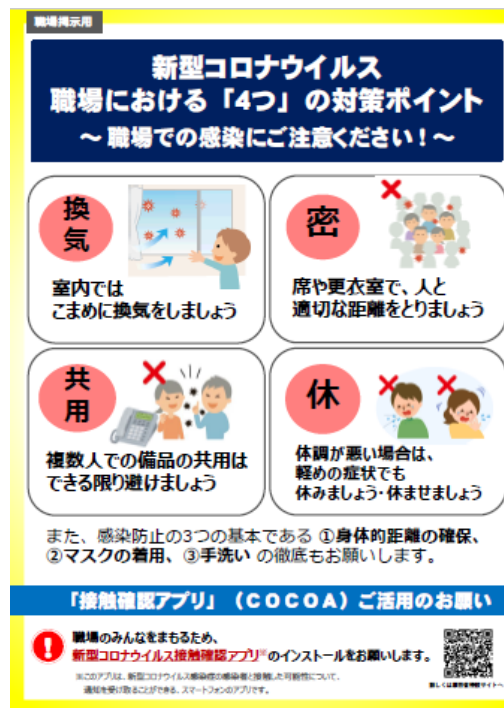 職場掲示用
新型コロナウイルス
職場における「4つ」の対策ポイント
～職場での感染にご注意ください！～
換
気
室内では
こまめに換気をしましょう
密
席や更衣室で、人と
適切な距離をとりましょう
共
用
複数人での備品の共用は
できる限り避けましょう
休
体調が悪い場合は、
軽めの症状でも
休みましょう・休ませましょう
また、感染防止の3つの基本である ①身体的距離の確保、
②マスクの着用、③手洗い の徹底もお願いします。
「接触確認アプリ」（COCOA）ご活用のお願い
職場のみんなをまもるため、
新型コロナウイルス接触確認アプリ※のインストールをお願いします。
※このアプリは、新型コロナウイルス感染症の感染者と接触した可能性について、
通知を受け取ることができる、スマートフォンのアプリです。
詳しくは厚生労働省サイトへ